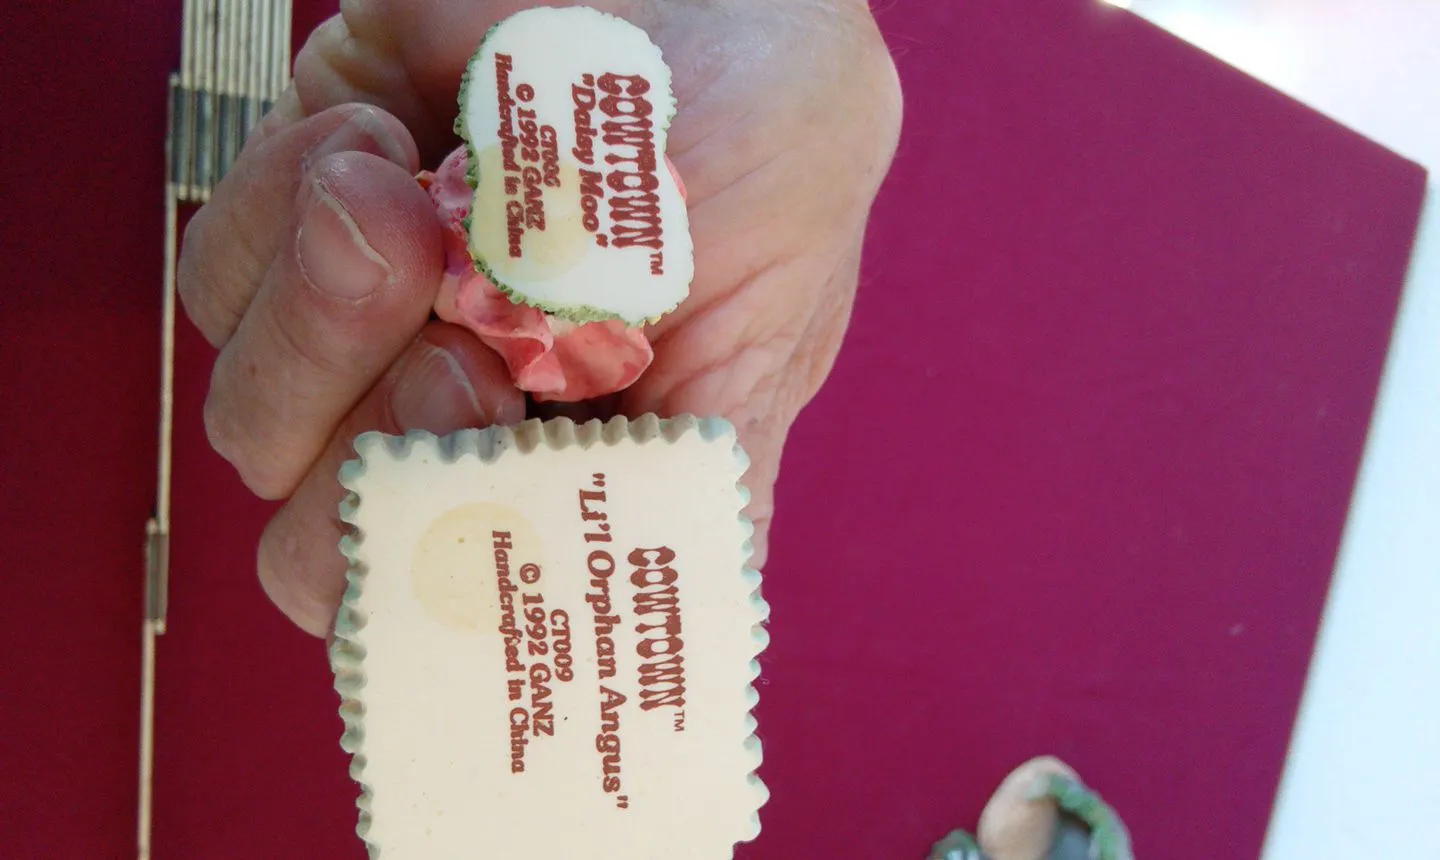 COWTOWN™
"Daisy Moo"
CT006
© 1992 GANZ
Handcrafted in China
COWTOWN™
"Li'l Orphan Angus"
CT009
© 1992 GANZ
Handcrafted in China